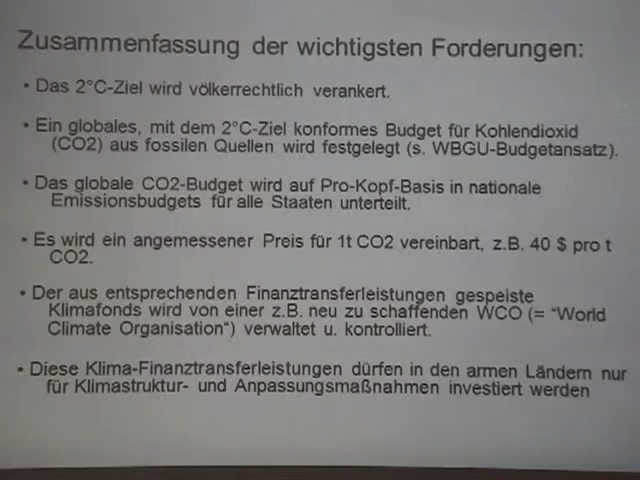 Zusammenfassung der wichtigsten Forderungen:
• Das 2°C-Ziel wird völkerrechtlich verankert.
• Ein globales, mit dem 2°C-Ziel konformes Budget für Kohlendioxid
(CO2) aus fossilen Quellen wird festgelegt (s. WBGU-Budgetansatz).
• Das globale CO2-Budget wird auf Pro-Kopf-Basis in nationale
Emissionsbudgets für alle Staaten unterteilt.
• Es wird ein angemessener Preis für 1t CO2 vereinbart, z.B. 40 $ pro t
CO2.
• Der aus entsprechenden Finanztransferleistungen gespeiste
Klimafonds wird von einer z.B. neu zu schaffenden WCO (= "World
Climate Organisation") verwaltet u. kontrolliert.
• Diese Klima-Finanztransferleistungen dürfen in den armen Ländern nur
für Klimastruktur- und Anpassungsmaßnahmen investiert werden